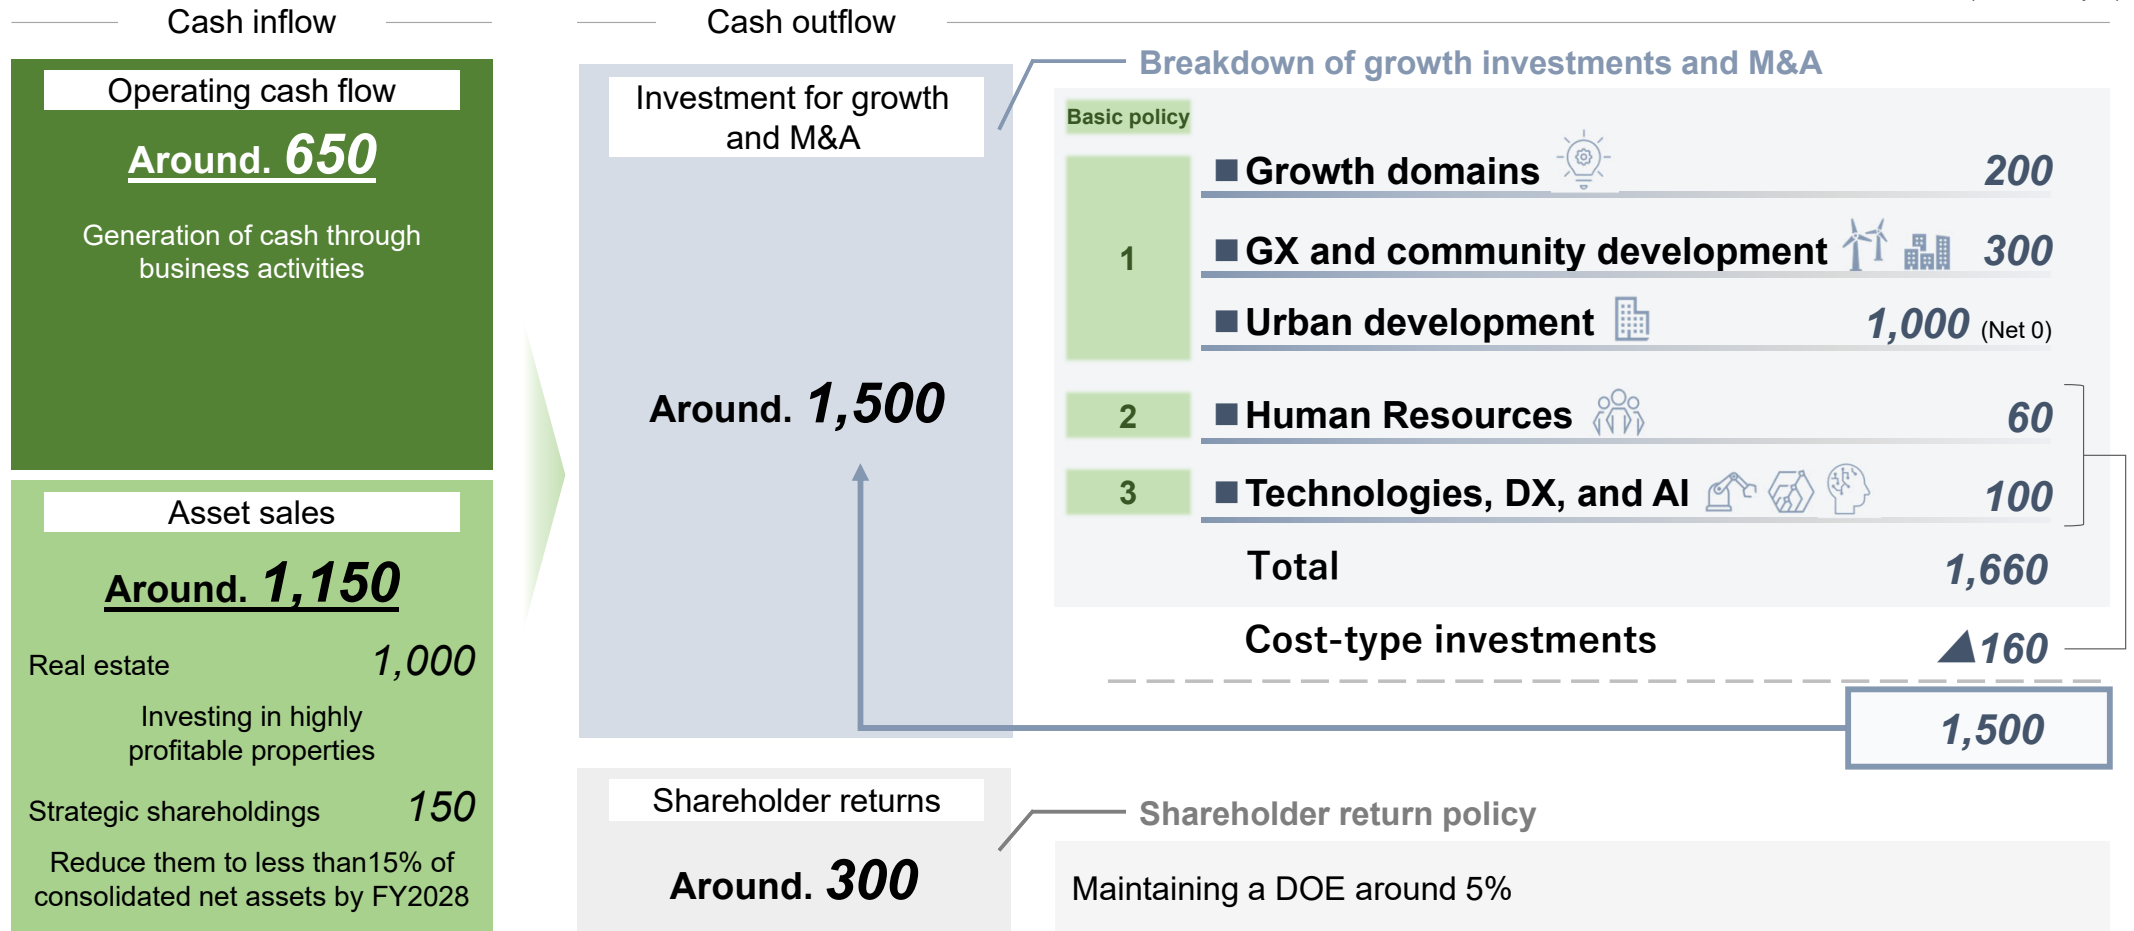 Cash inflow
Operating cash flow
Around. 650
Generation of cash through
business activities
Asset sales
Around. 1,150
Real estate 1,000
Investing in highly
profitable properties
Strategic shareholdings 150
Reduce them to less than15% of
consolidated net assets by FY2028
Cash outflow
Investment for growth
and M&A
Around. 1,500
Breakdown of growth investments and M&A
Basic policy
1
■ Growth domains 200
■ GX and community development 300
■ Urban development 1,000 (Net 0)
2 ■ Human Resources 60
3 ■ Technologies, DX, and AI 100
Total 1,660
Cost-type investments ▲160
1,500
Shareholder returns
Around. 300
Shareholder return policy
Maintaining a DOE around 5%